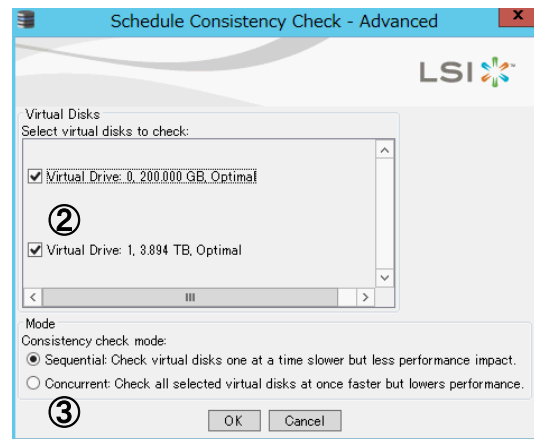 Schedule Consistency Check - Advanced
x
LSI
Virtual Disks
Select virtual disks to check:
Virtual Drive: 0, 200.000 GB, Optimal
②
Virtual Drive: 1, 3.894 TB, Optimal
Mode
Consistency check mode:
Sequential: Check virtual disks one at a time slower but less performance impact.
Concurrent: Check all selected virtual disks at once faster but lowers performance.
③
OK Cancel